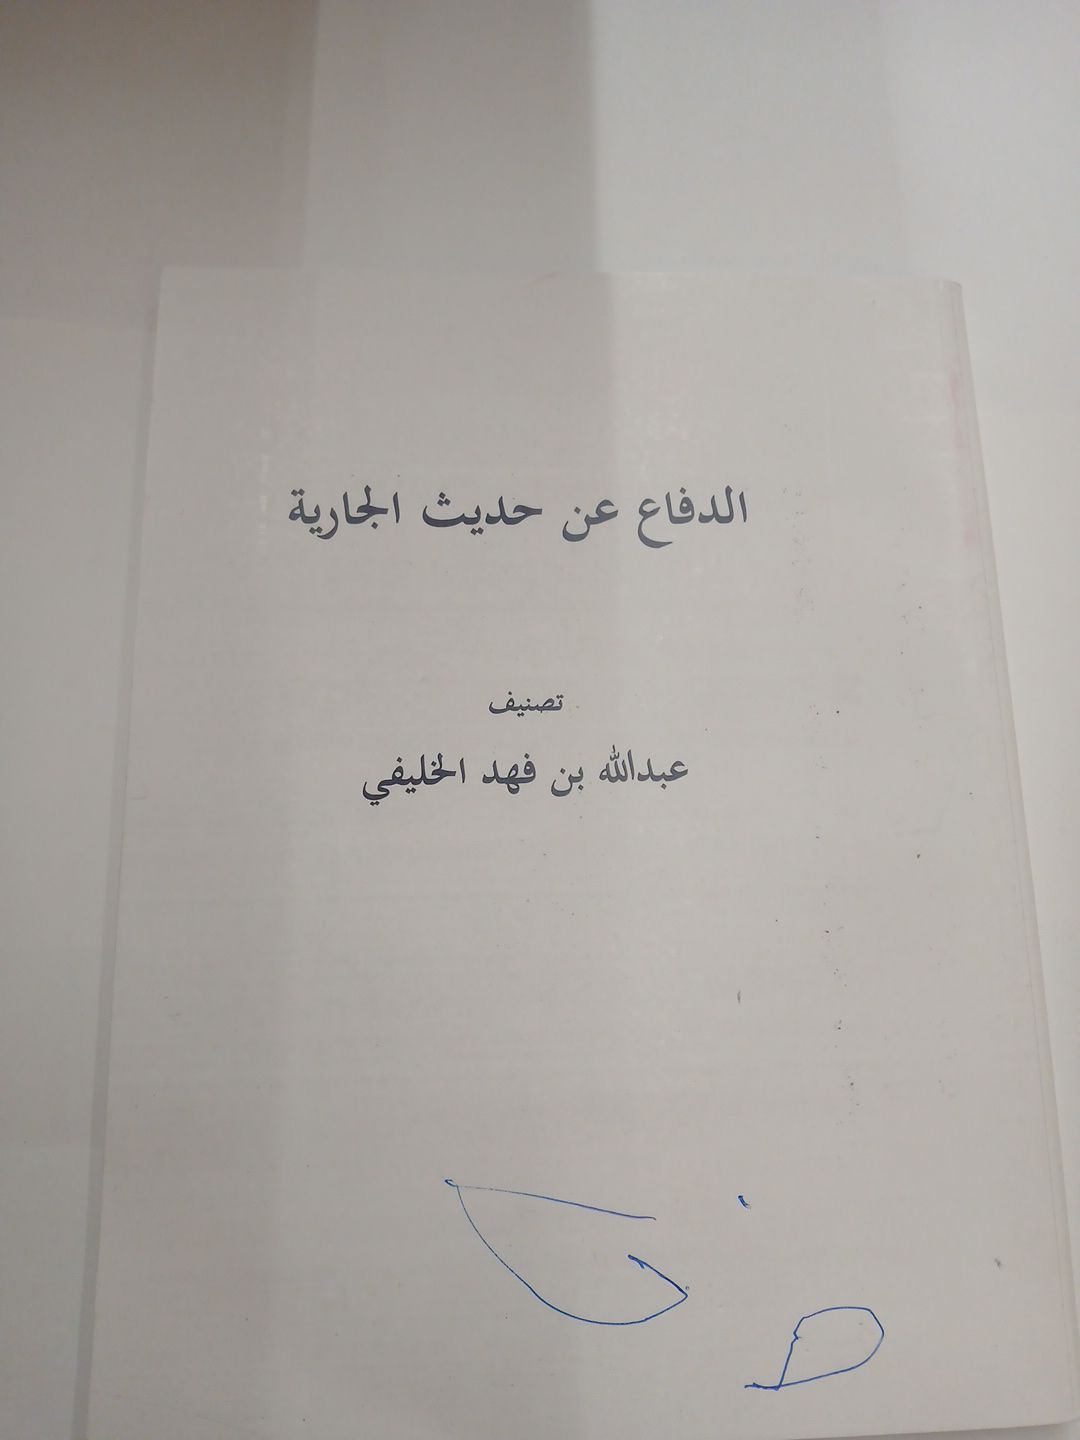 الدفاع عن حديث الجارية
تصنيف
عبدالله بن فهد الخليفي